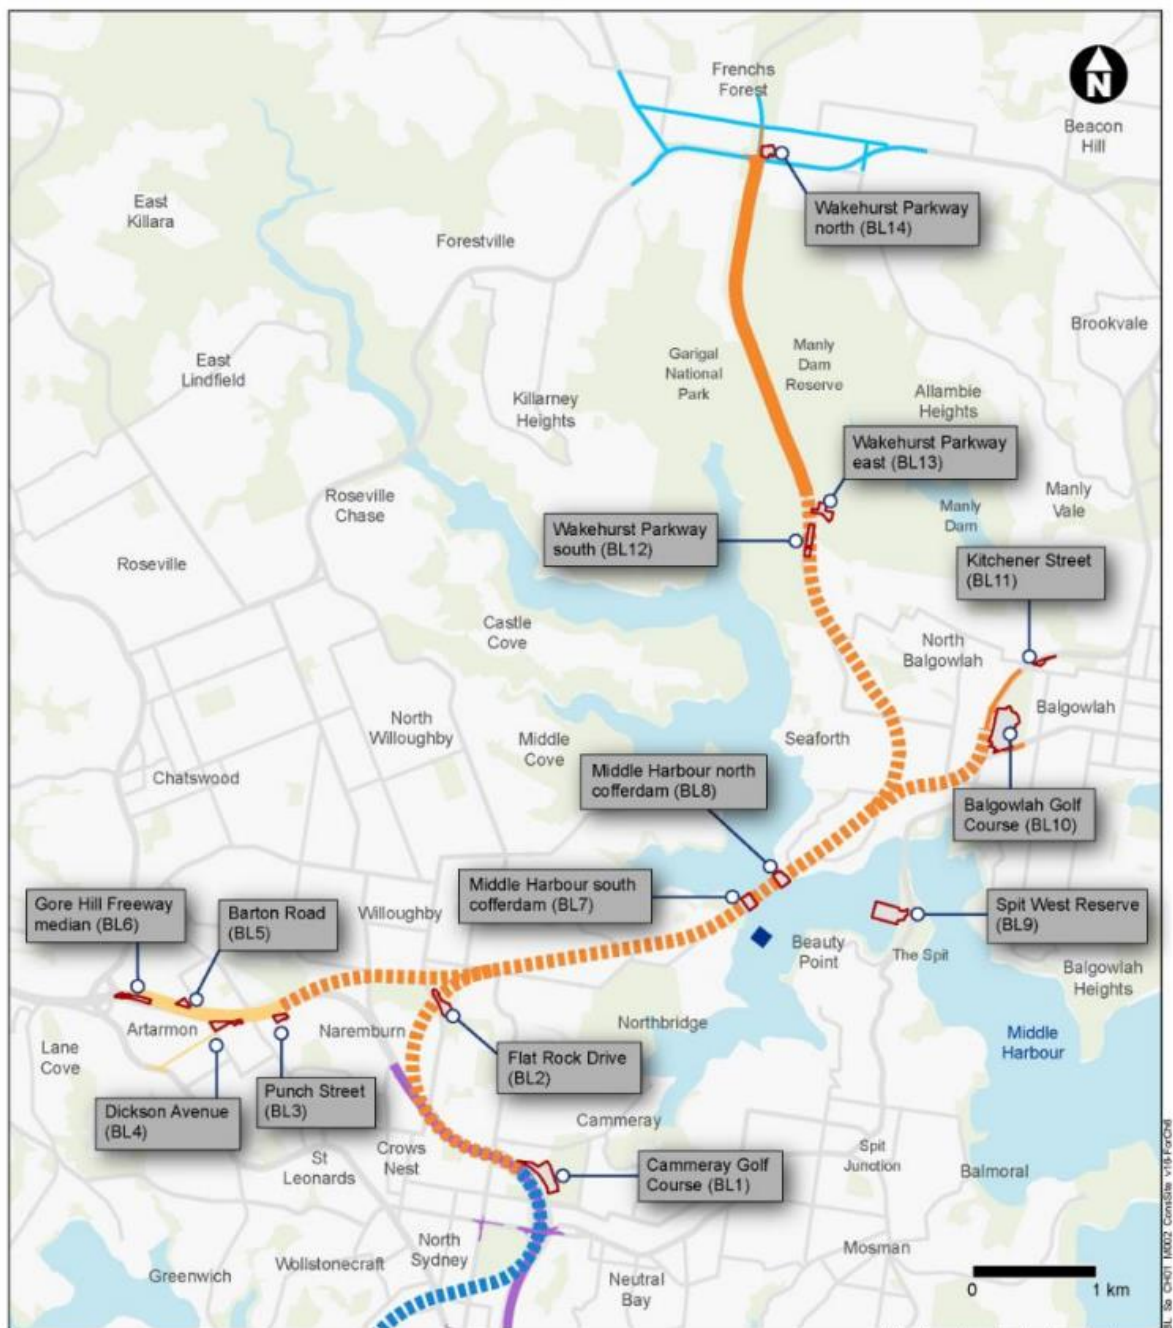 Frenchs
Forest
N
Beacon
Hill
East
Killara
Wakehurst Parkway
north (BL14)
Forestville
Brookvale
East
Lindfield
Garigal
National
Park
Manly
Dam
Reserve
Killarney
Heights
Allambie
Heights
Wakehurst Parkway
east (BL13)
Roseville
Chase
Manly
Vale
Manly
Dam
Wakehurst Parkway
south (BL12)
Roseville
Kitchener Street
(BL11)
Castle
Cove
North
Balgowlah
Balgowlah
North
Willoughby
Middle
Cove
Seaforth
Chatswood
Middle Harbour north
cofferdam (BL8)
Balgowlah Golf
Course (BL10)
Middle Harbour south
cofferdam (BL7)
Gore Hill Freeway
median (BL6)
Barton Road
(BL5)
Willoughby
Spit West Reserve
(BL9)
Beauty
Point
The Spit
Balgowlah
Heights
Artarmon
Naremburn
Northbridge
Middle
Harbour
Lane
Cove
Flat Rock Drive
(BL2)
Punch Street
(BL3)
Dickson Avenue
(BL4)
Cammeray
Crows
Nest
St
Leonards
Spit
Junction
Balmoral
Cammeray Golf
Course (BL1)
North
Sydney
Mosman
Wollstonecraft
Greenwich
Neutral
Bay
0 1 km